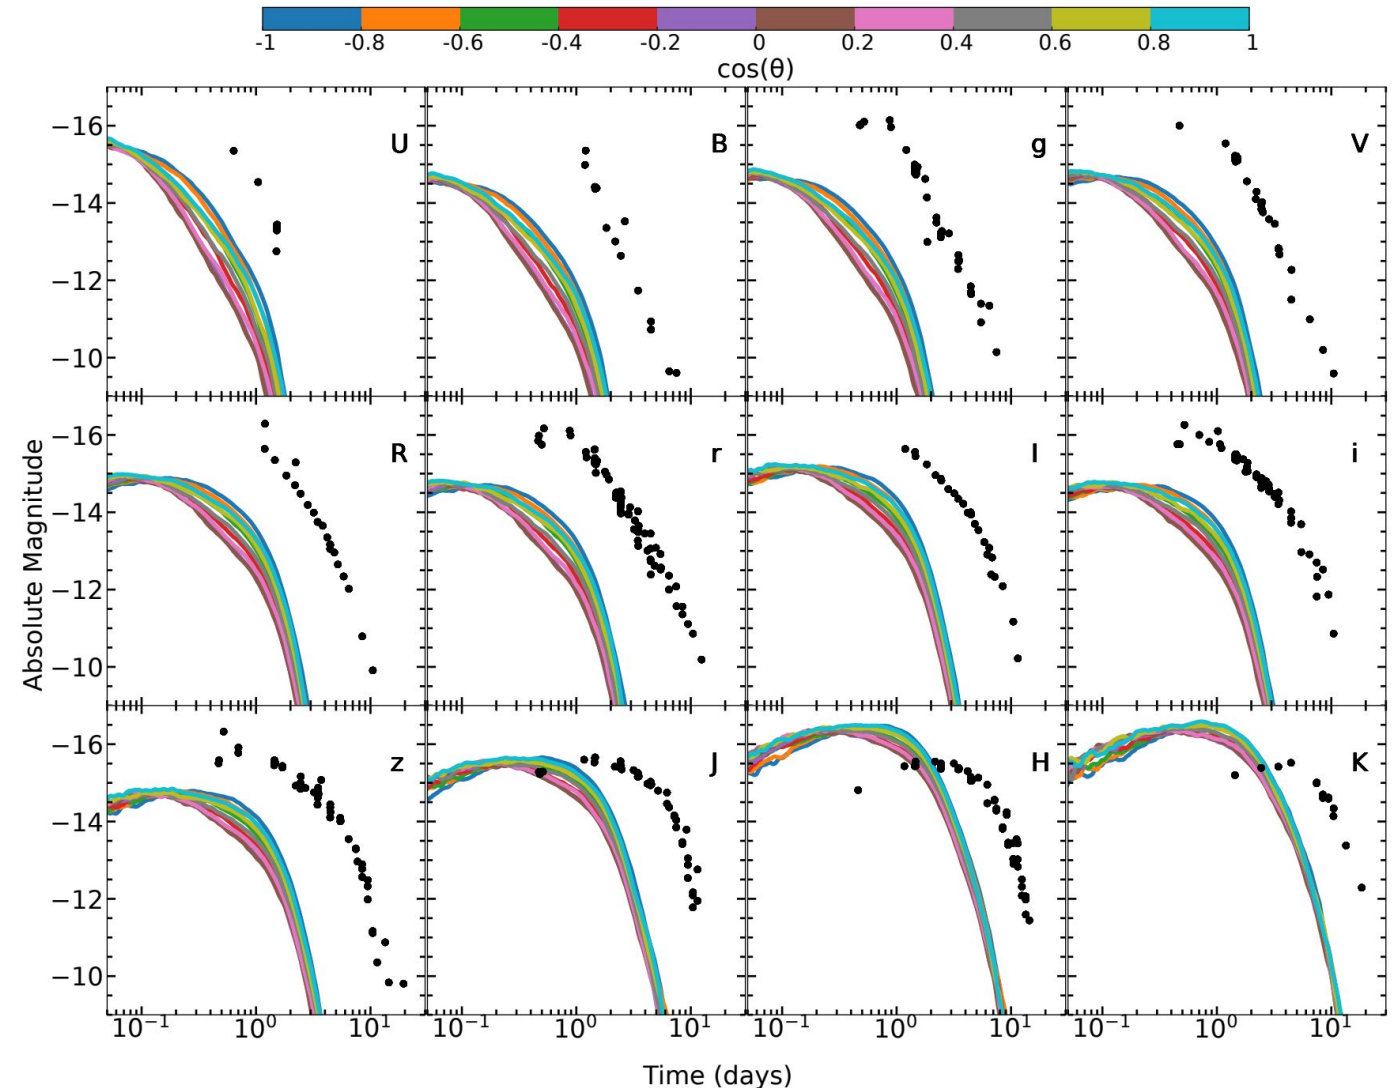 -1 -0.8 -0.6 -0.4 -0.2 0 0.2 0.4 0.6 0.8 1
cos(θ)
−16
−14
−12
−10
U
B
g
V
Absolute Magnitude
−16
−14
−12
−10
R
r
I
i
−16
−14
−12
−10
z
J
H
K
10⁻¹ 10⁰ 10¹ 10⁻¹ 10⁰ 10¹ 10⁻¹ 10⁰ 10¹ 10⁻¹ 10⁰ 10¹
Time (days)